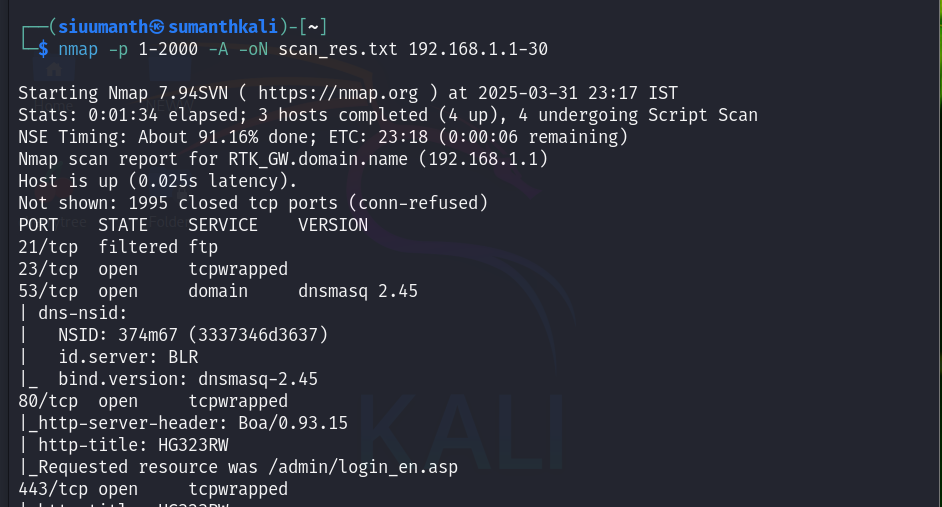 ┌──(siuumanth㉿sumanthkali)-[~]
└─$ nmap -p 1-2000 -A -oN scan_res.txt 192.168.1.1-30
Starting Nmap 7.94SVN ( https://nmap.org ) at 2025-03-31 23:17 IST
Stats: 0:01:34 elapsed; 3 hosts completed (4 up), 4 undergoing Script Scan
NSE Timing: About 91.16% done; ETC: 23:18 (0:00:06 remaining)
Nmap scan report for RTK_GW.domain.name (192.168.1.1)
Host is up (0.025s latency).
Not shown: 1995 closed tcp ports (conn-refused)
PORT    STATE    SERVICE    VERSION
21/tcp  filtered ftp
23/tcp  open     tcpwrapped
53/tcp  open     domain     dnsmasq 2.45
| dns-nsid:
|   NSID: 374m67 (3337346d3637)
|   id.server: BLR
|_  bind.version: dnsmasq-2.45
80/tcp  open     tcpwrapped
|_http-server-header: Boa/0.93.15
| http-title: HG323RW
|_Requested resource was /admin/login_en.asp
443/tcp open     tcpwrapped
| http-title: HG323RW
KALI